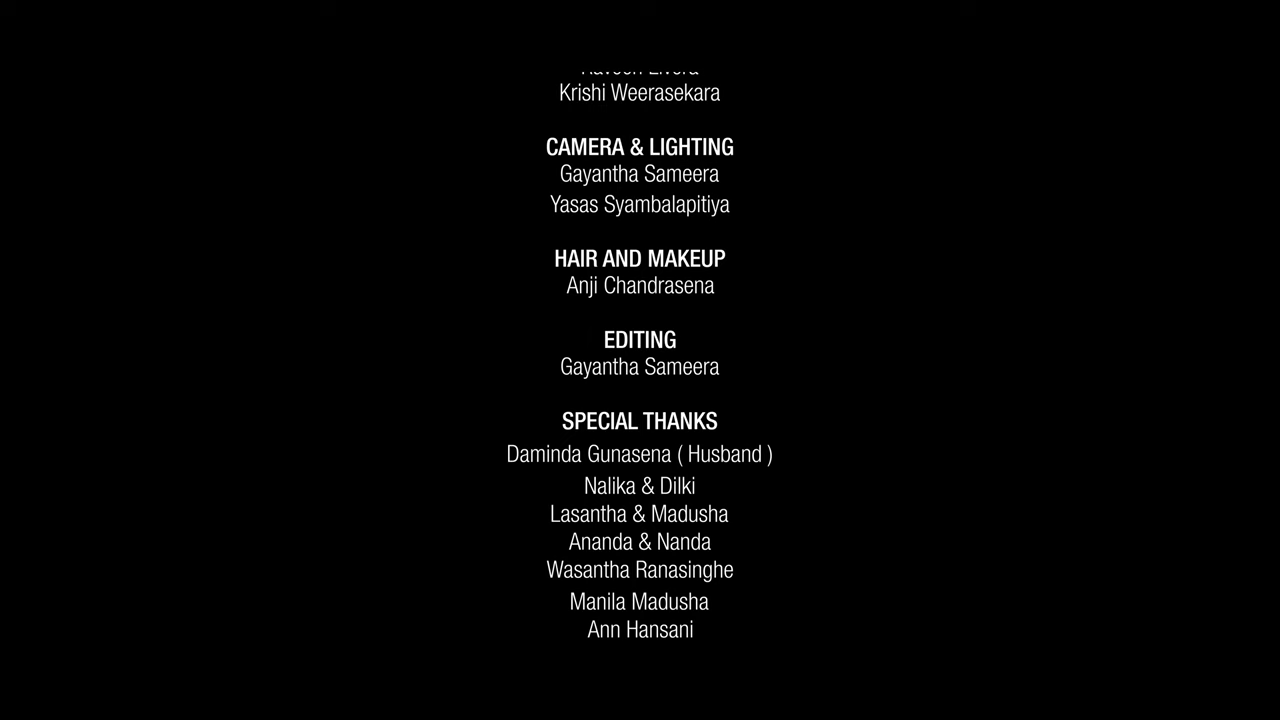 Krishi Weerasekara
CAMERA & LIGHTING
Gayantha Sameera
Yasas Syambalapitiya
HAIR AND MAKEUP
Anji Chandrasena
EDITING
Gayantha Sameera
SPECIAL THANKS
Daminda Gunasena ( Husband )
Nalika & Dilki
Lasantha & Madusha
Ananda & Nanda
Wasantha Ranasinghe
Manila Madusha
Ann Hansani